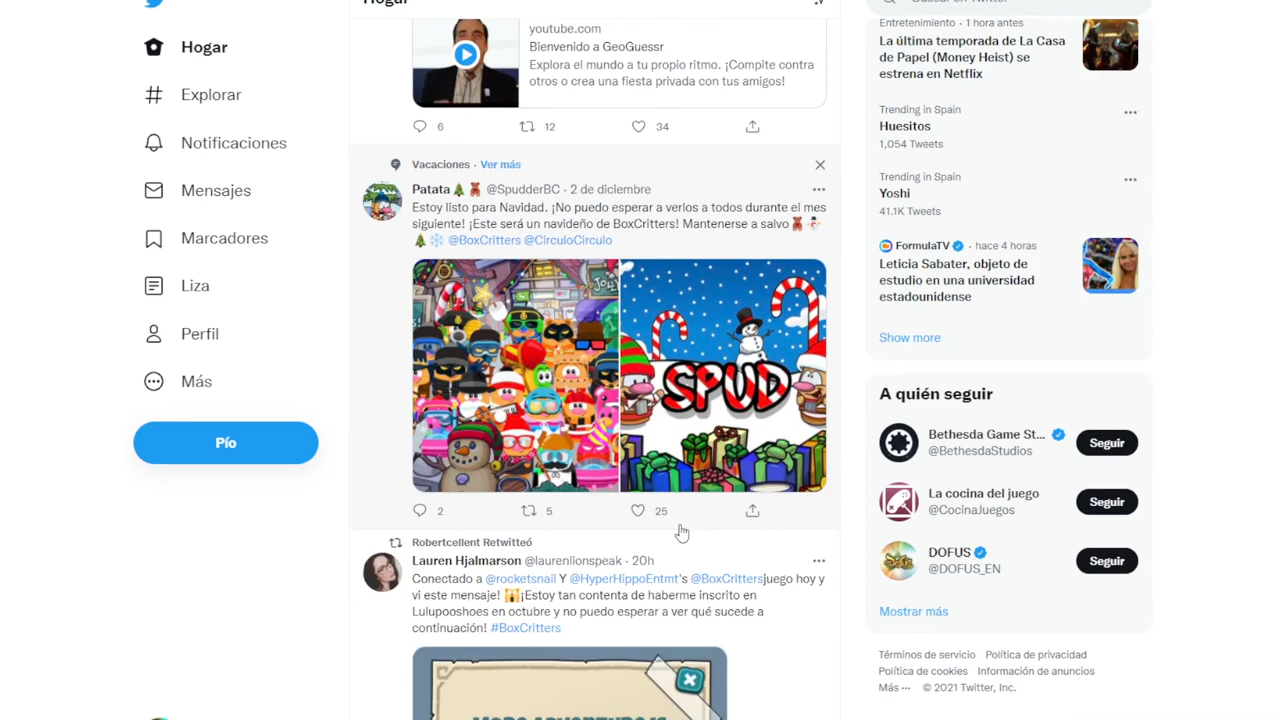 Hogar
Explorar
Notificaciones
Mensajes
Marcadores
Liza
Perfil
Más
Pío
Hogar
youtube.com
Bienvenido a GeoGuessr
Explora el mundo a tu propio ritmo. ¡Compite contra
otros o crea una fiesta privada con tus amigos!
6 12 34
Vacaciones · Ver más
Patata @SpudderBC · 2 de diciembre
Estoy listo para Navidad. ¡No puedo esperar a verlos a todos durante el mes
siguiente! ¡Este será un navideño de BoxCritters! Mantenerse a salvo
@BoxCritters @CirculoCirculo
SPUD
2 5 25
Robertcellent Retwitteó
Lauren Hjalmarson @laurenlionspeak · 20h
Conectado a @rocketsnail Y @HyperHippoEntmt's @BoxCrittersjuego hoy y
vi este mensaje! ¡Estoy tan contenta de haberme inscrito en
Lulupooshoes en octubre y no puedo esperar a ver qué sucede a
continuación! #BoxCritters
Buscar en Twitter
Entretenimiento · 1 hora antes
La última temporada de La Casa
de Papel (Money Heist) se
estrena en Netflix
Trending in Spain
Huesitos
1,054 Tweets
Trending in Spain
Yoshi
41.1K Tweets
FormulaTV · hace 4 horas
Leticia Sabater, objeto de
estudio en una universidad
estadounidense
Show more
A quién seguir
Bethesda Game St...
@BethesdaStudios
Seguir
La cocina del juego
@CocinaJuegos
Seguir
DOFUS
@DOFUS_EN
Seguir
Mostrar más
Términos de servicio Política de privacidad
Política de cookies Información de anuncios
Más ··· © 2021 Twitter, Inc.